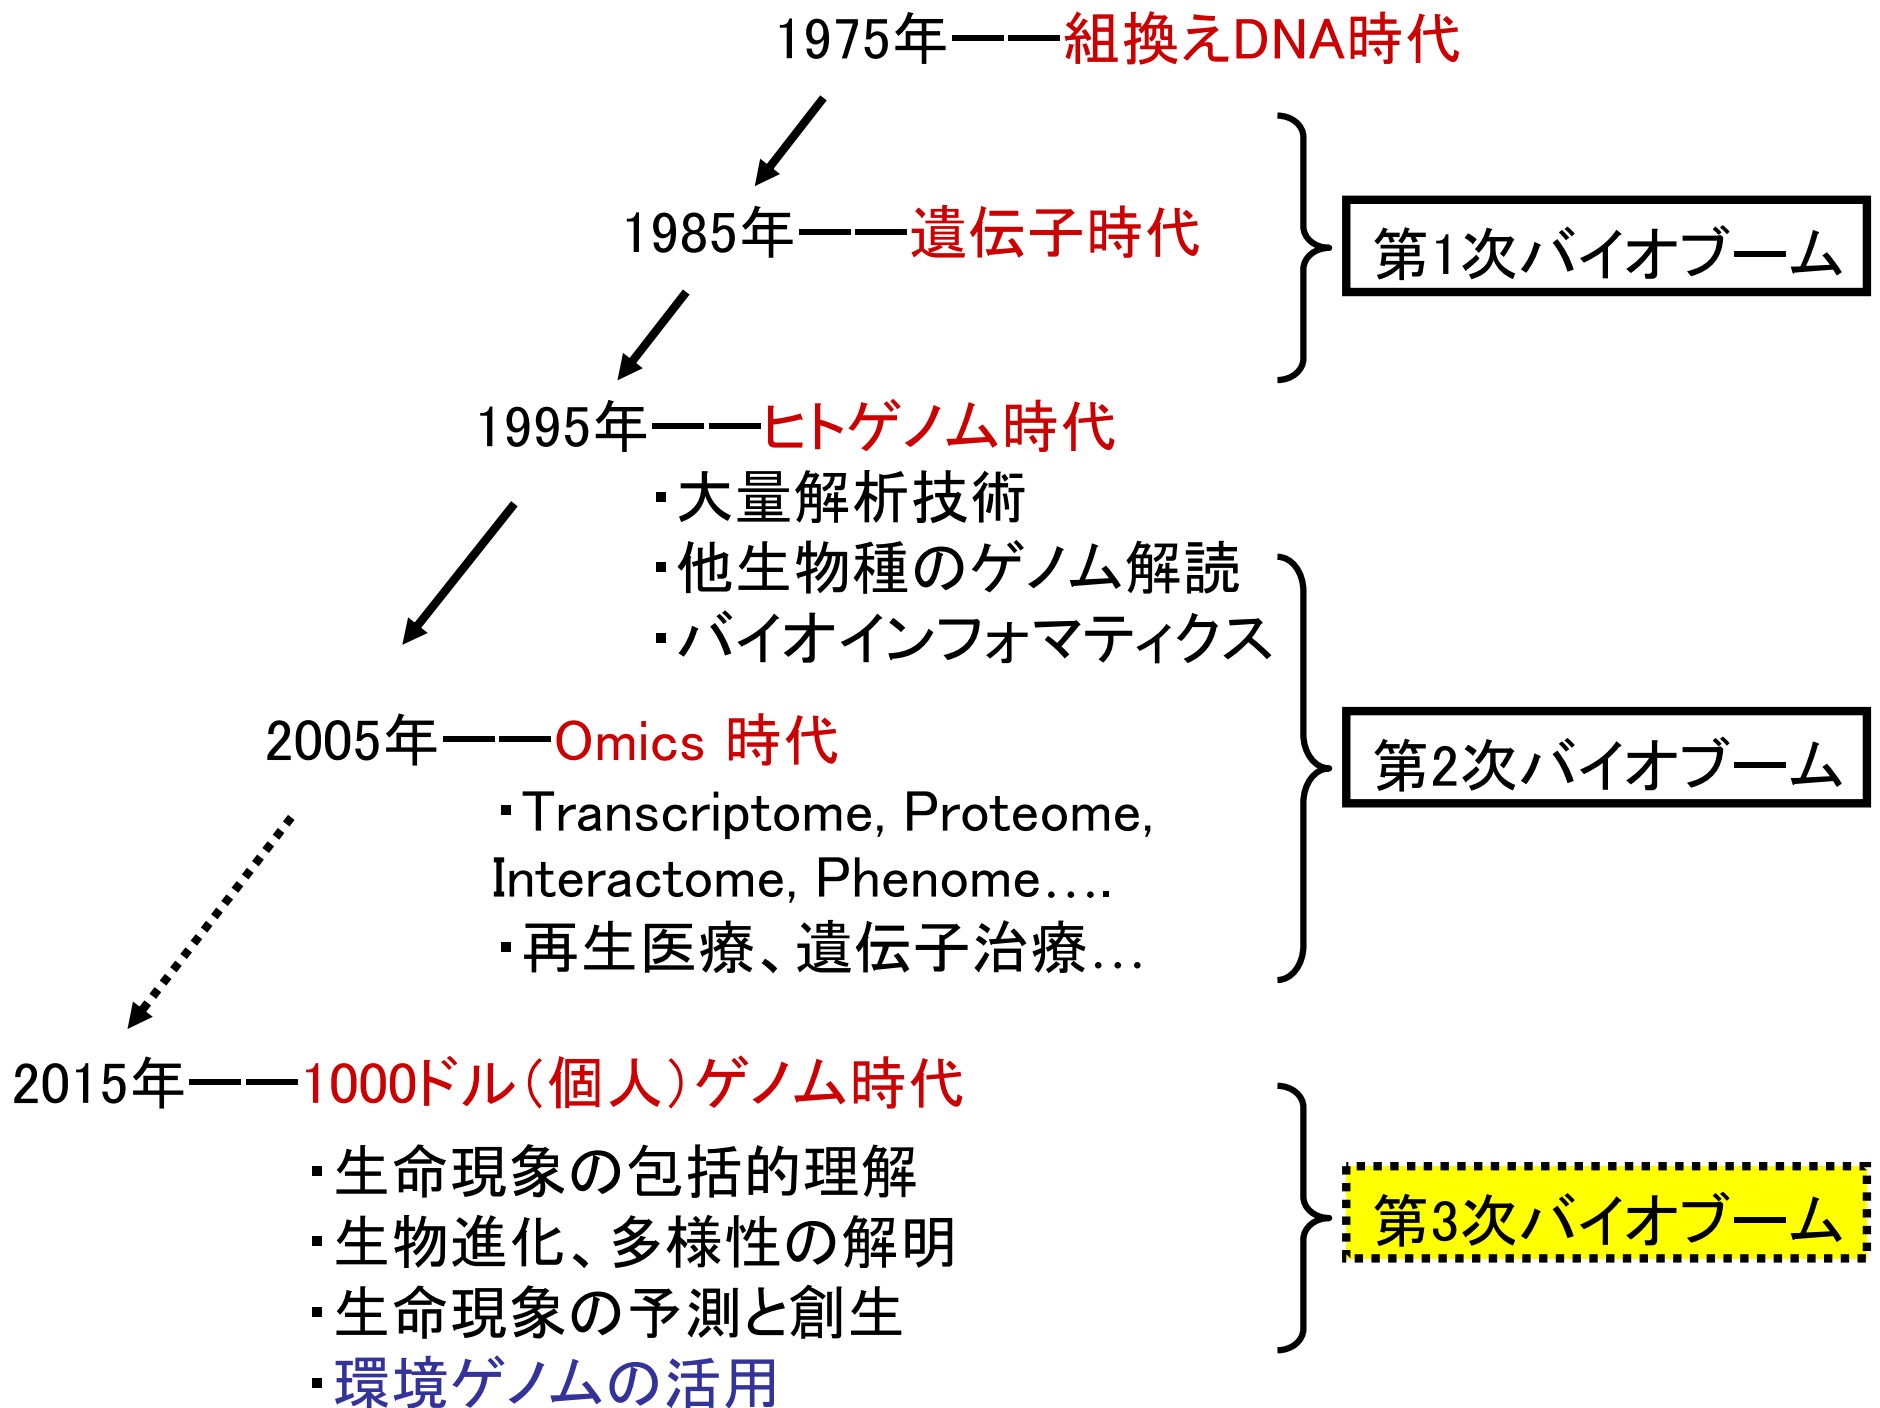 1975年――組換えDNA時代
1985年――遺伝子時代
第1次バイオブーム
1995年――ヒトゲノム時代
・大量解析技術
・他生物種のゲノム解読
・バイオインフォマティクス
2005年――Omics 時代
第2次バイオブーム
・Transcriptome, Proteome,
Interactome, Phenome….
・再生医療、遺伝子治療…
2015年――1000ドル（個人）ゲノム時代
・生命現象の包括的理解
第3次バイオブーム
・生物進化、多様性の解明
・生命現象の予測と創生
・環境ゲノムの活用